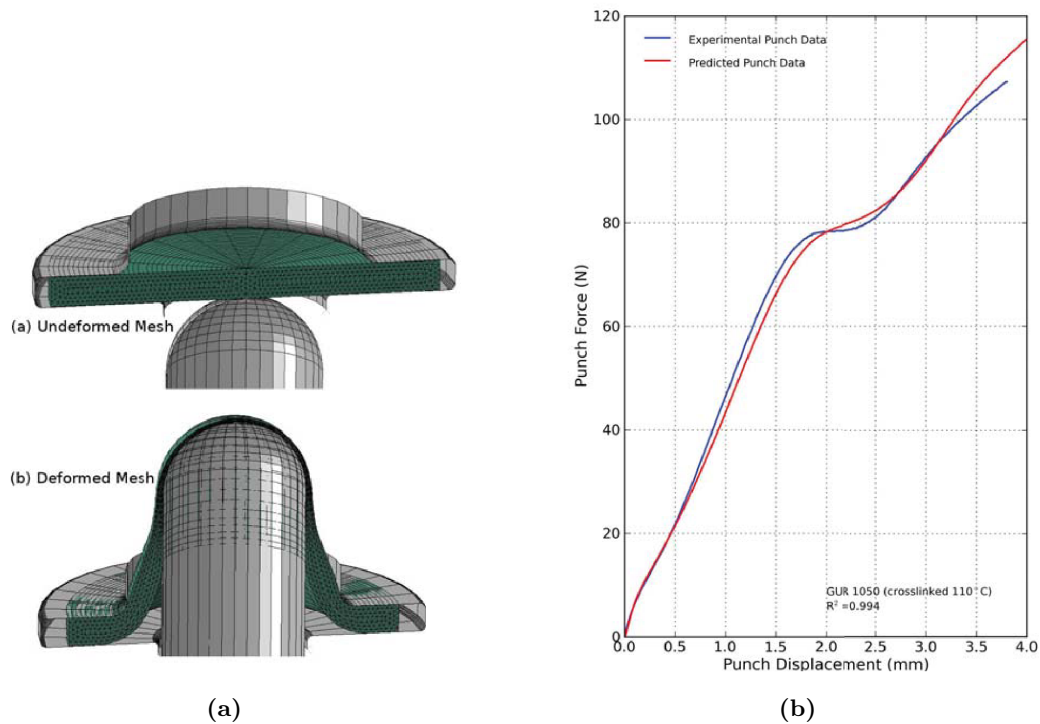 (a) Undeformed Mesh
(b) Deformed Mesh
(a)
120
100
80
60
40
20
0
Punch Force (N)
Experimental Punch Data
Predicted Punch Data
GUR 1050 (crosslinked 110°C)
R² =0.994
0.0 0.5 1.0 1.5 2.0 2.5 3.0 3.5 4.0
Punch Displacement (mm)
(b)